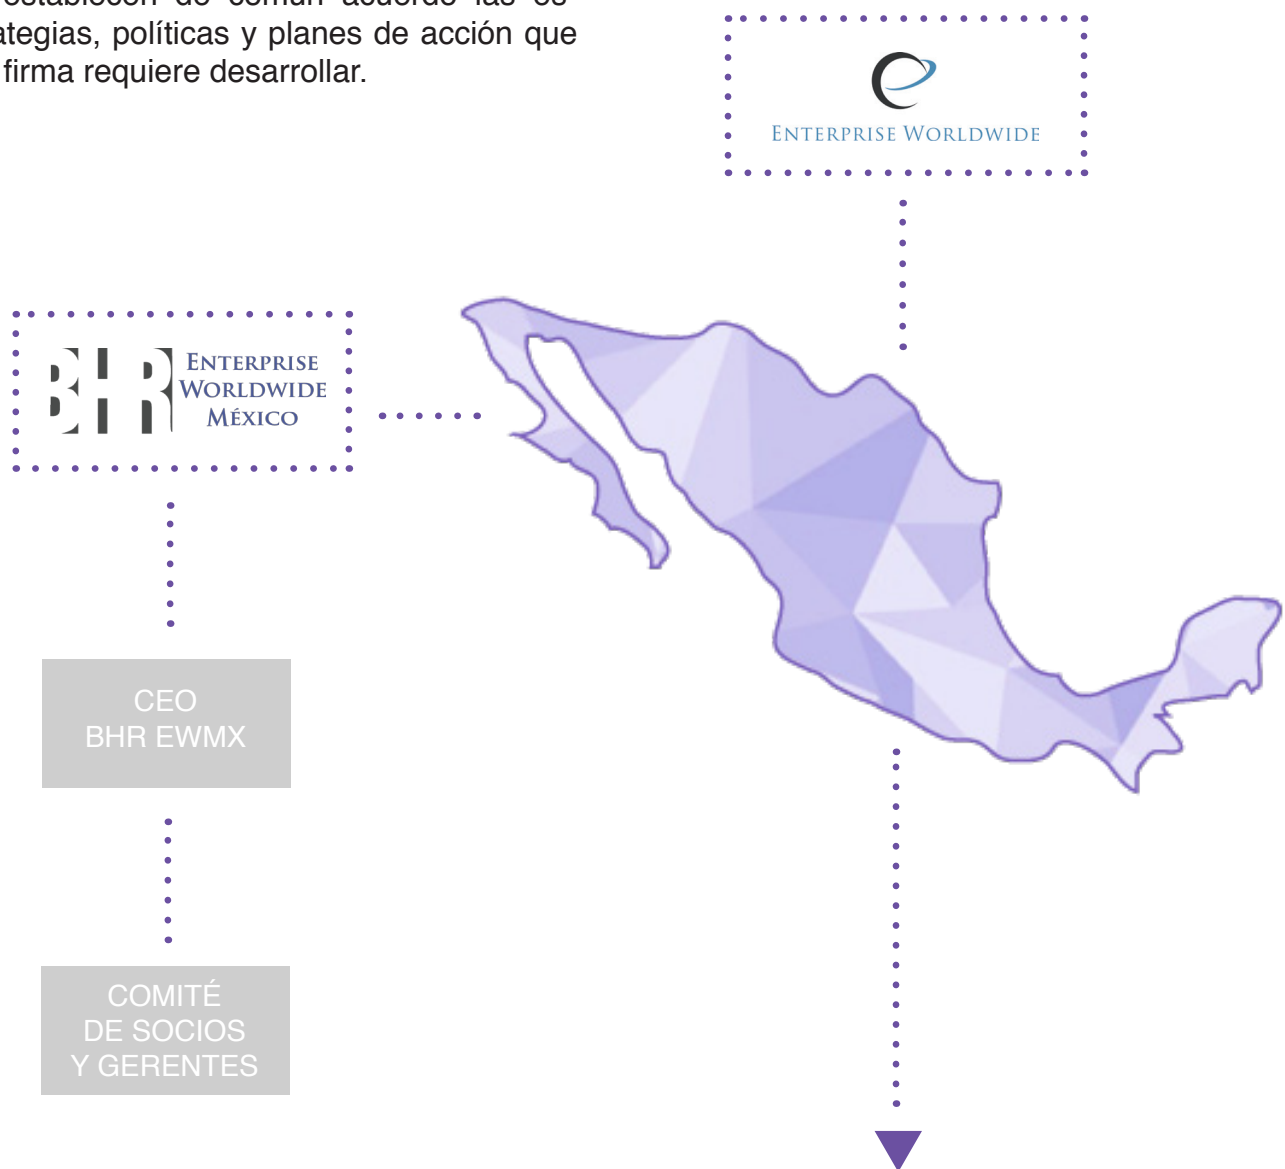 ategias, políticas y planes de acción que
firma requiere desarrollar.
ENTERPRISE WORLDWIDE
BHR
ENTERPRISE
WORLDWIDE
MÉXICO
CEO
BHR EWMX
COMITÉ
DE SOCIOS
Y GERENTES